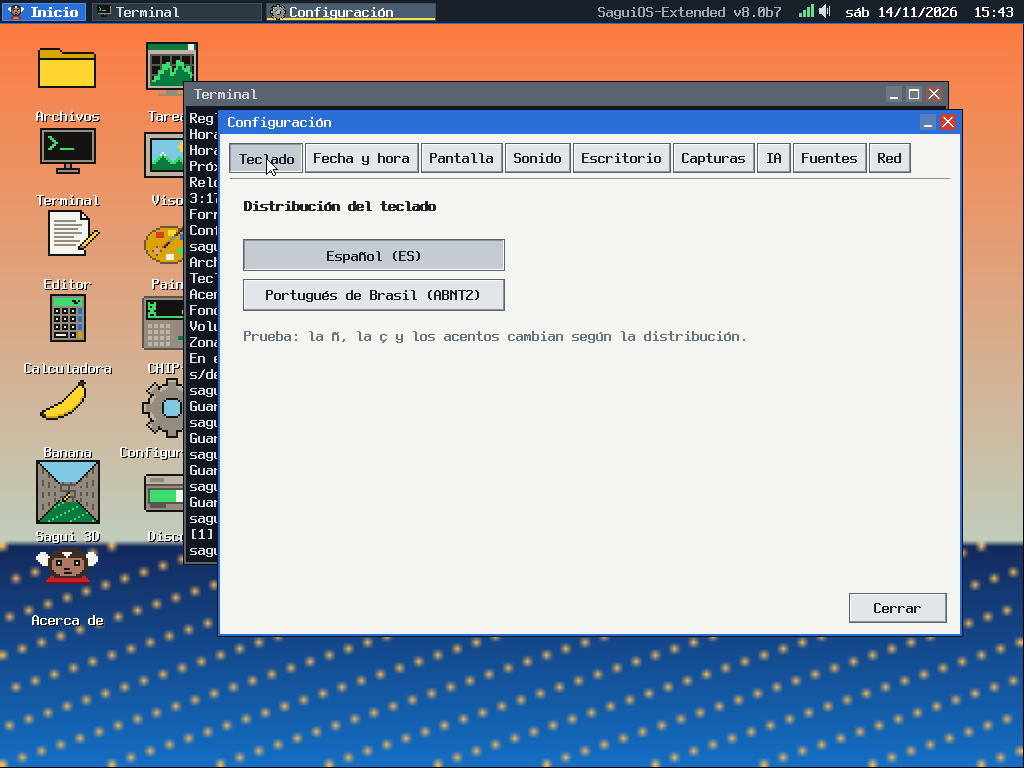 Inicio Terminal Configuración SaguiOS-Extended v8.0b7 sáb 14/11/2026 15:43
Archivos
Terminal
Editor
Calculadora
Banana
Sagui 3D
Acerca de
Terminal
Configuración
Teclado Fecha y hora Pantalla Sonido Escritorio Capturas IA Fuentes Red
Distribución del teclado
Español (ES)
Portugués de Brasil (ABNT2)
Prueba: la ñ, la ç y los acentos cambian según la distribución.
Cerrar